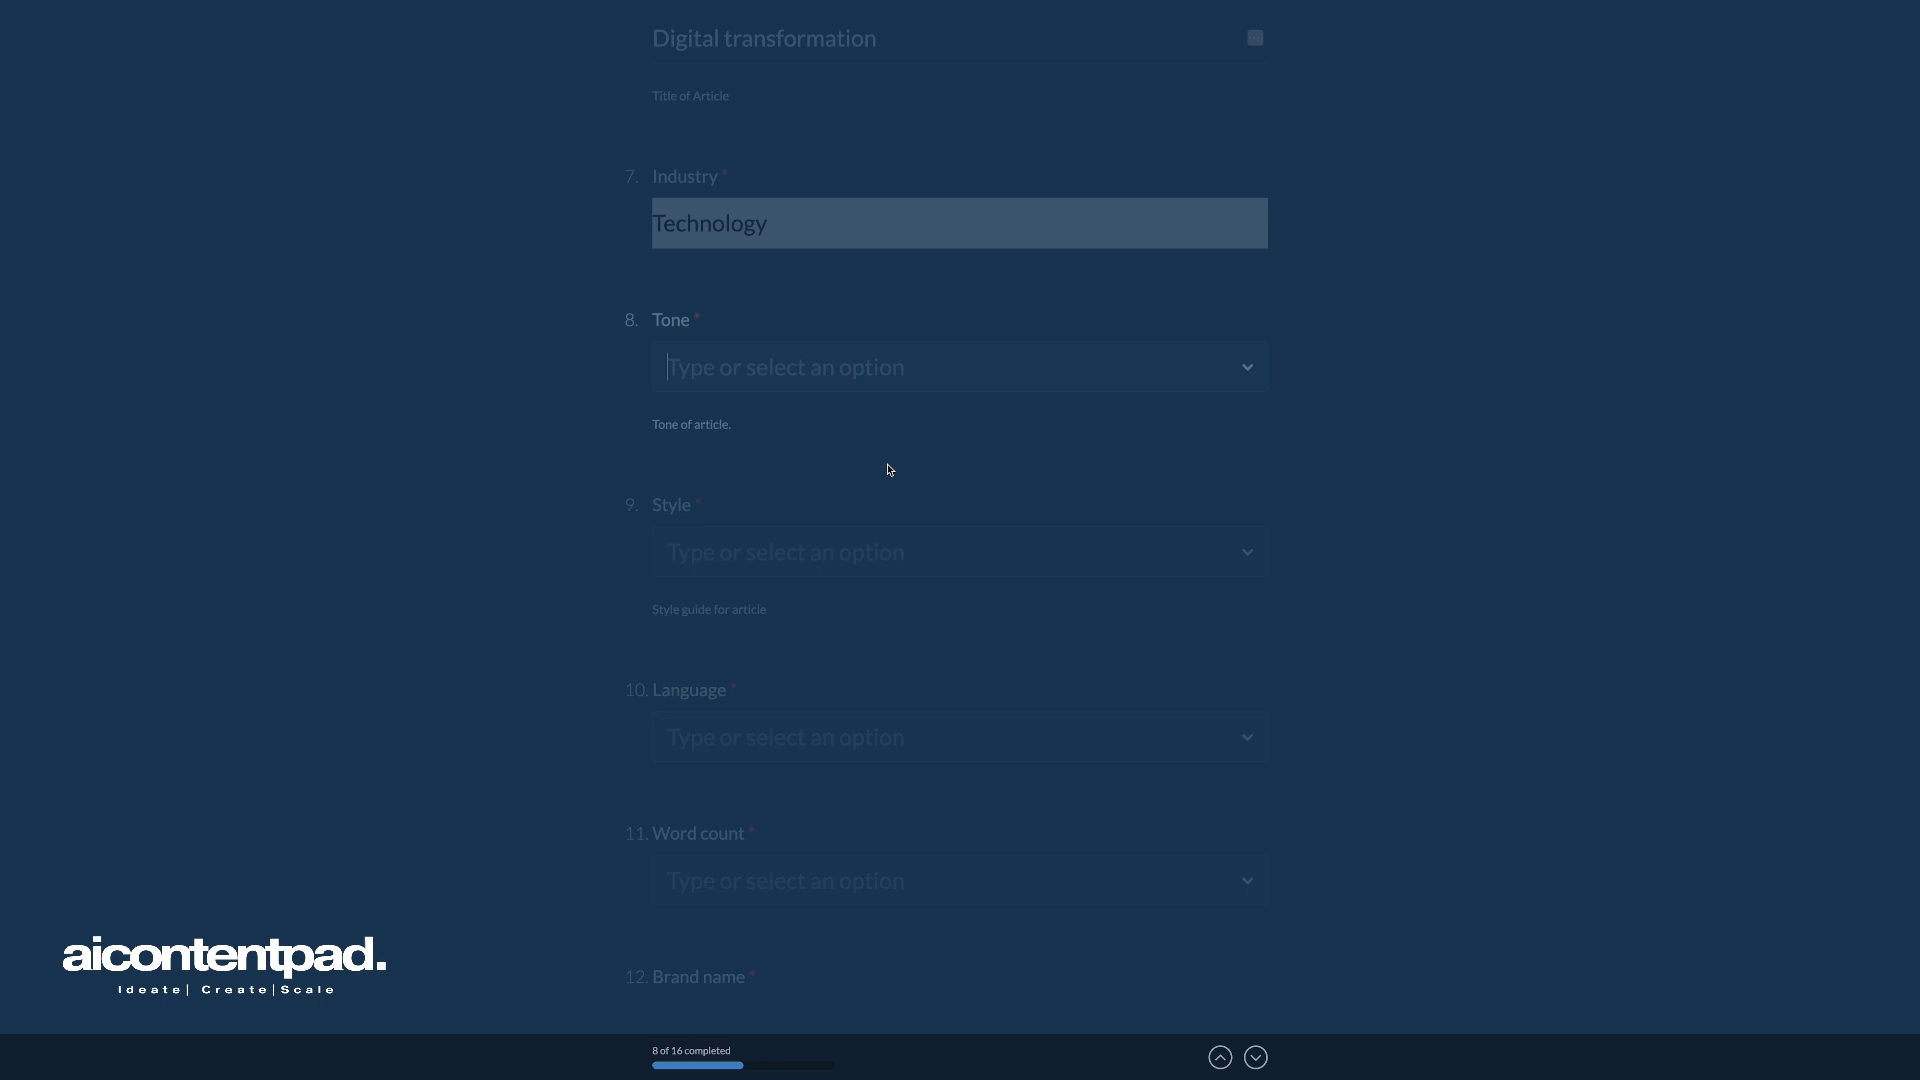 Digital transformation
Title of Article
7. Industry *
Technology
8. Tone *
Type or select an option
Tone of article.
9. Style *
Type or select an option
Style guide for article
10. Language *
Type or select an option
11. Word count *
Type or select an option
12. Brand name *
aicontentpad.
Ideate| Create|Scale
8 of 16 completed